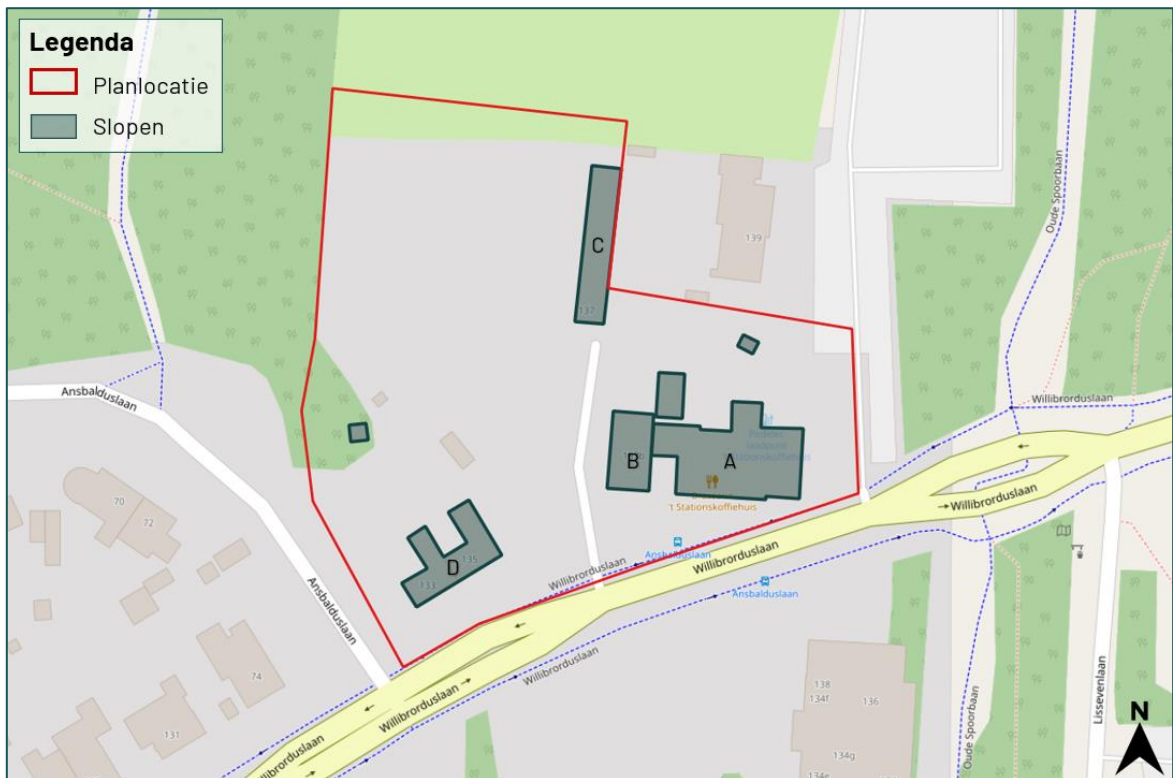 Legenda
Planlocatie
Slopen
Oude Spoorbaan
C
139
137
Ansbalduslaan
Willibrorduslaan
B
A
't Stationskoffiehuis
Willibrorduslaan
70
72
Ansbalduslaan
Willibrorduslaan
Ansbalduslaan
Willibrorduslaan
Ansbalduslaan
D
135
133
Willibrorduslaan
74
131
Willibrorduslaan
138
134f
136
134g
134e
Oude Spoorbaan
Lissevenlaan
Willibrorduslaan
N